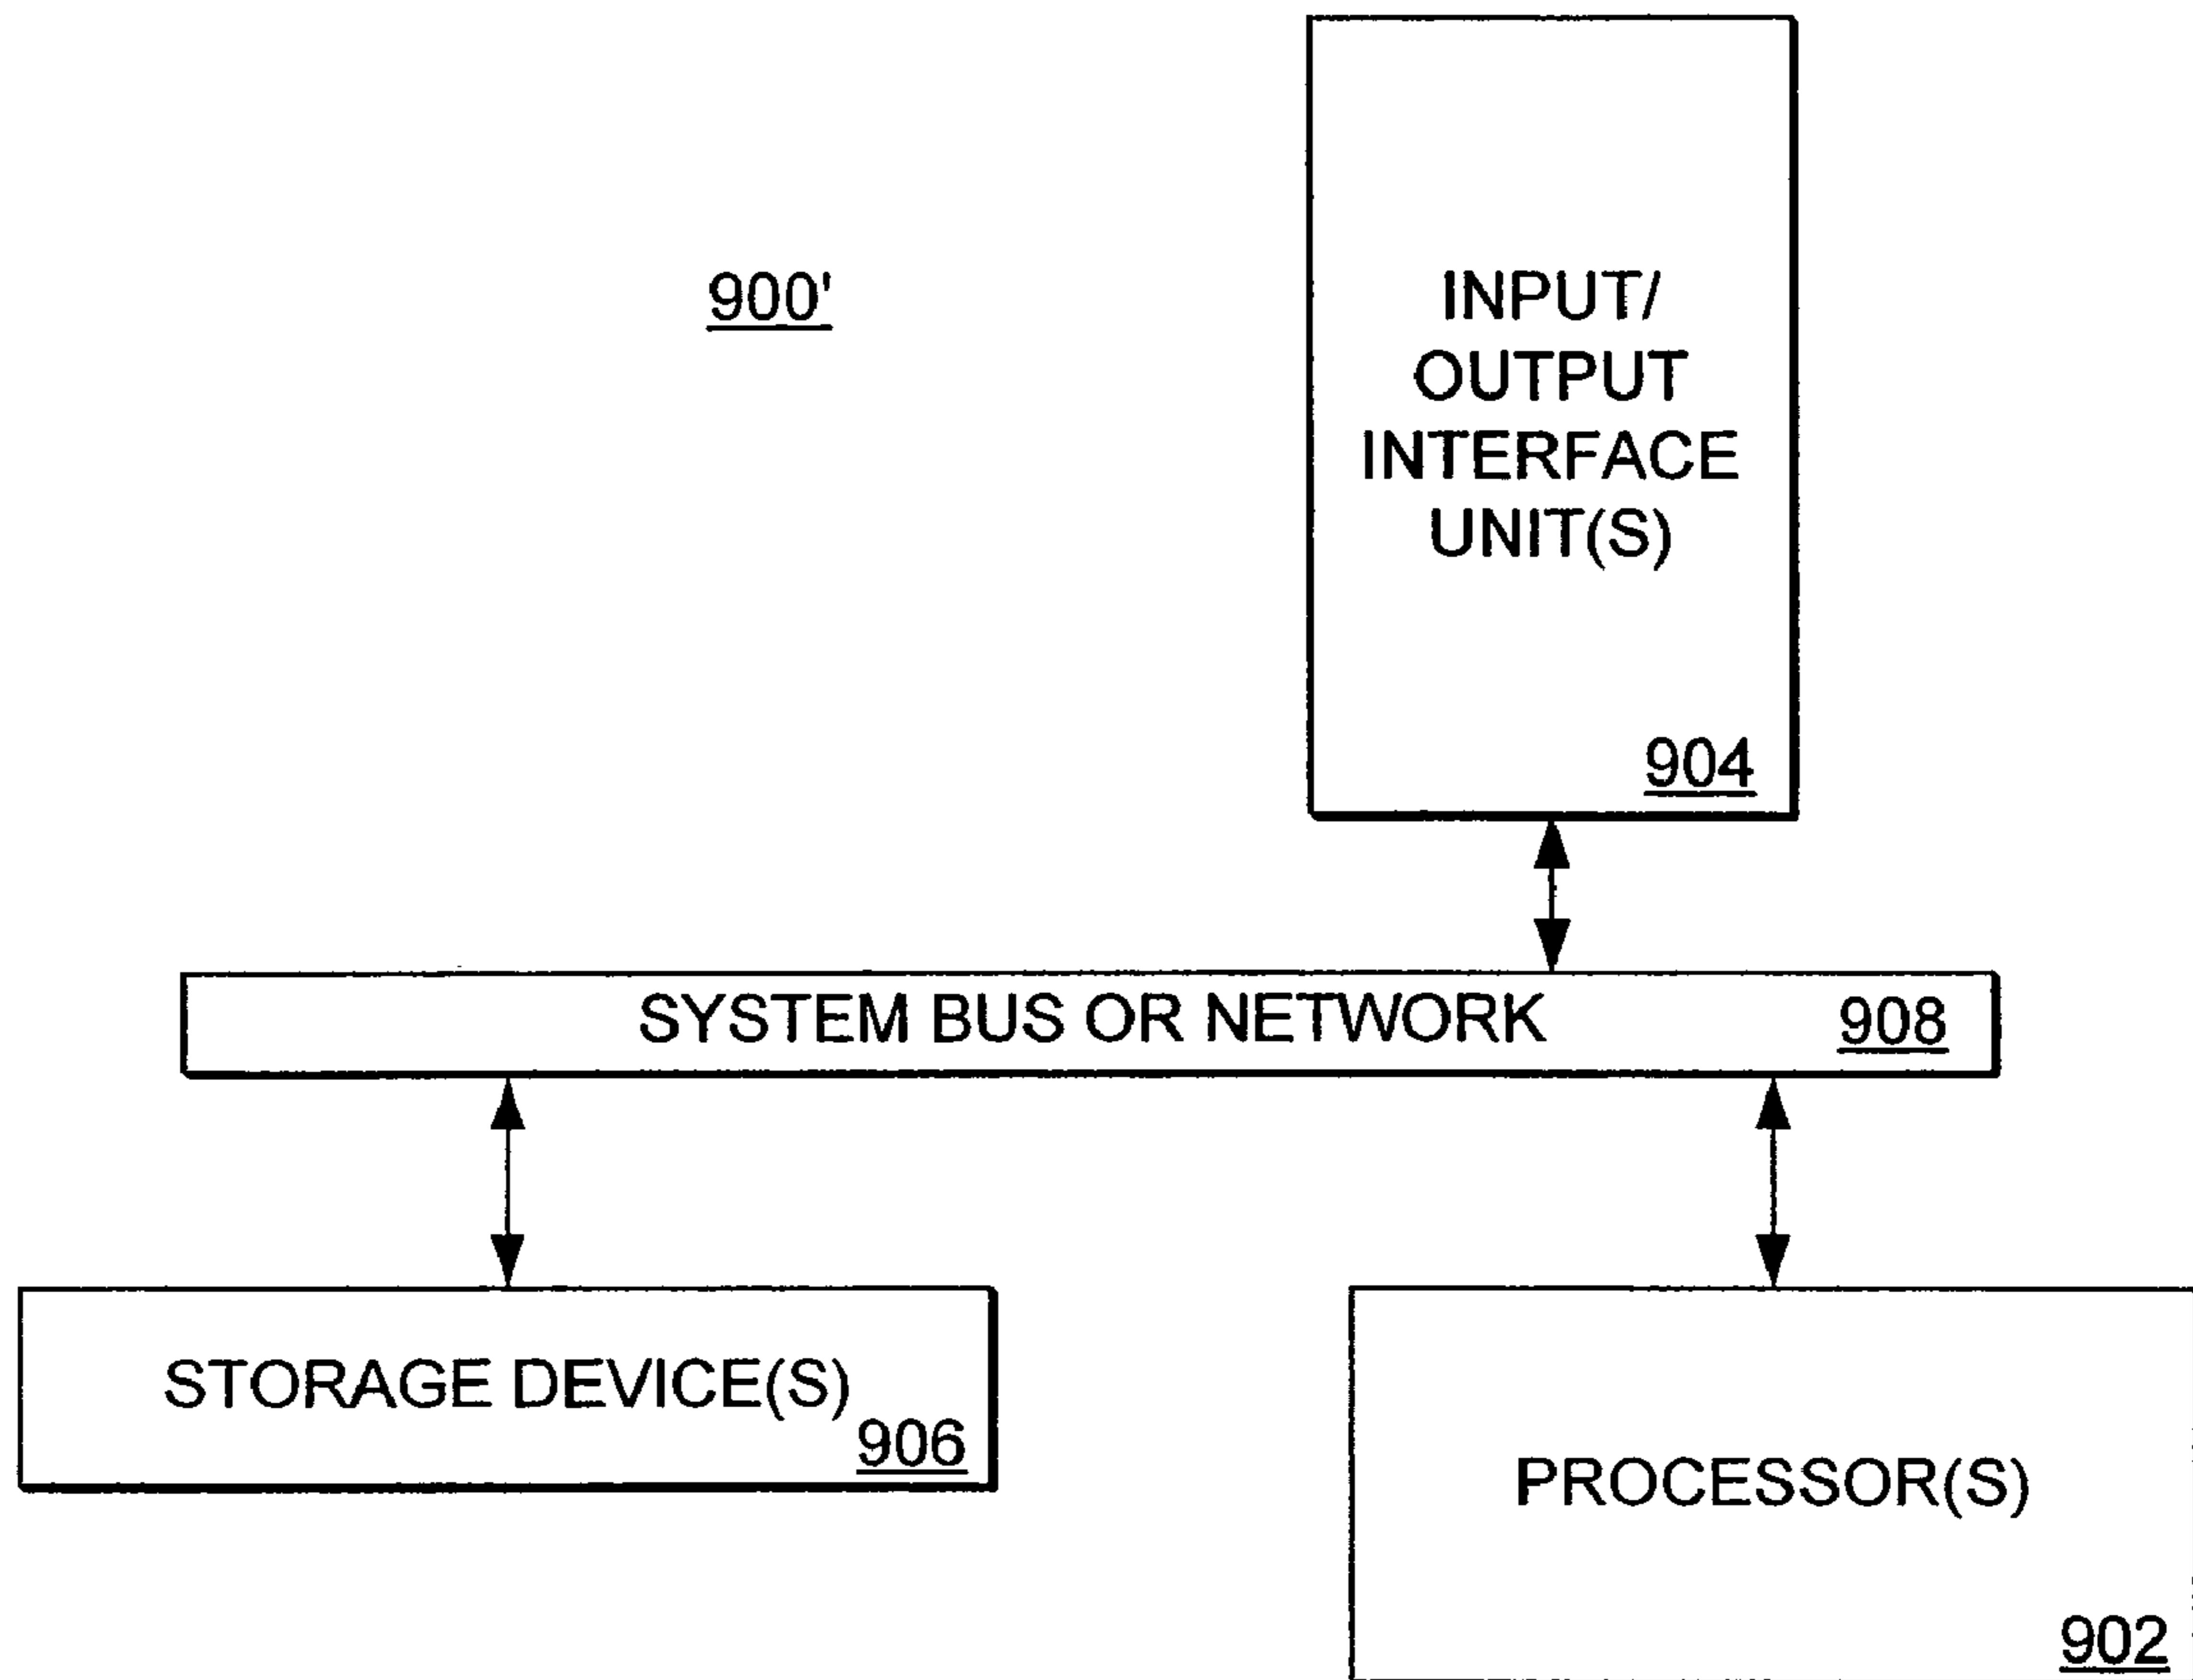 900'
INPUT/
OUTPUT
INTERFACE
UNIT(S)
904
SYSTEM BUS OR NETWORK 908
STORAGE DEVICE(S)
906
PROCESSOR(S)
902